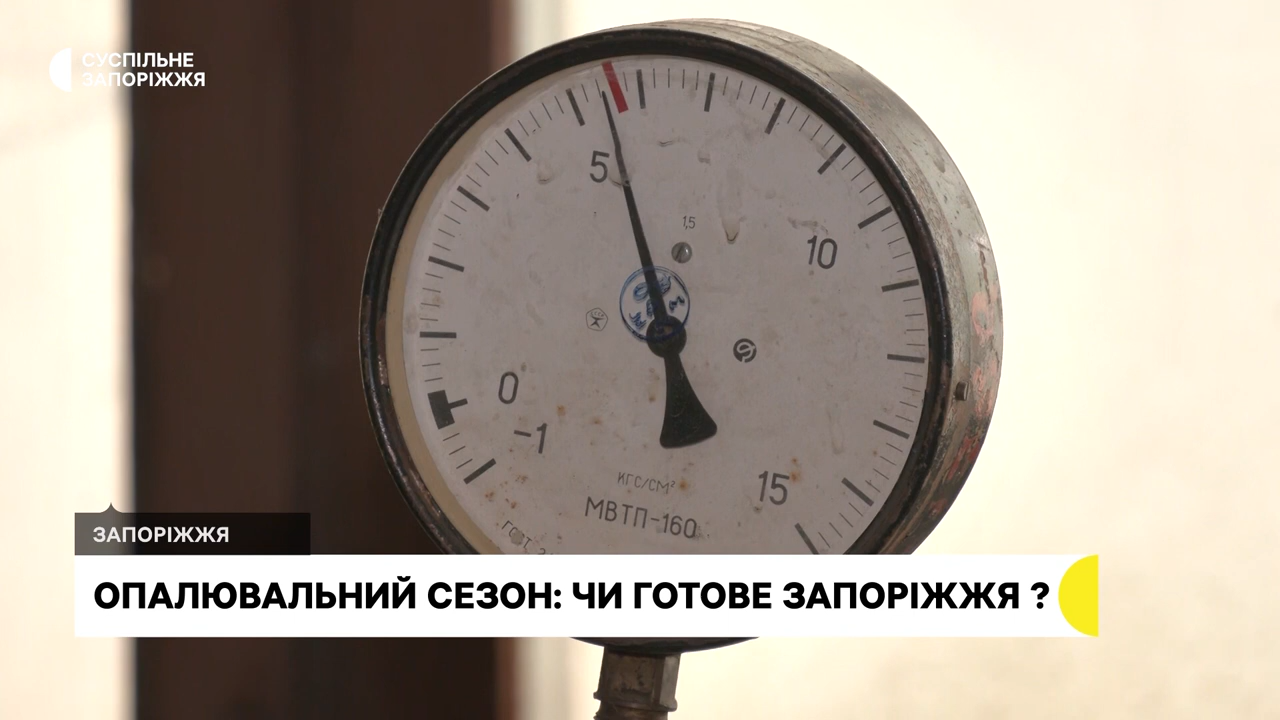 СУСПІЛЬНЕ
ЗАПОРІЖЖЯ
5
1,5
10
0
−1
15
КГС/СМ²
МВТП-160
ГОСТ
ЗАПОРІЖЖЯ
ОПАЛЮВАЛЬНИЙ СЕЗОН: ЧИ ГОТОВЕ ЗАПОРІЖЖЯ ?